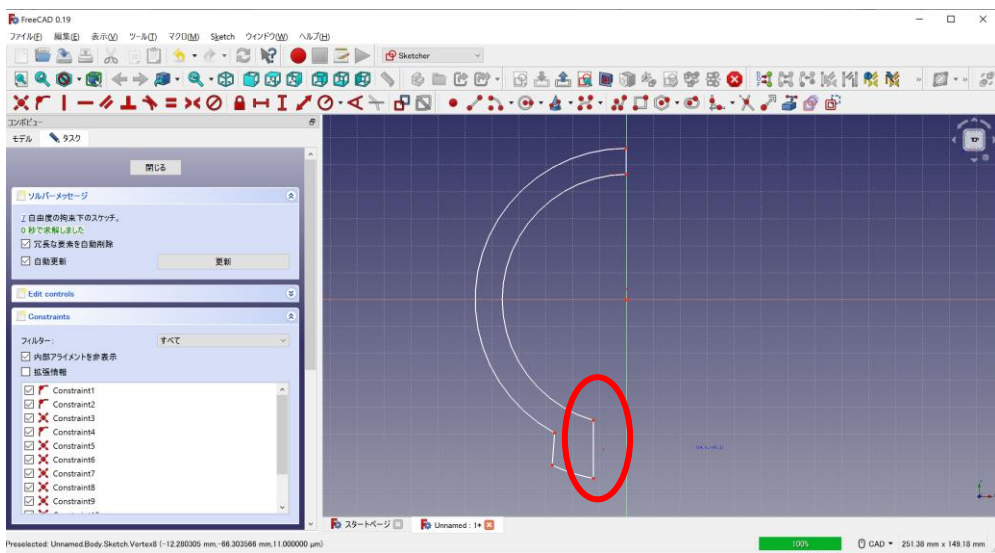 FreeCAD 0.19
ファイル(F) 編集(E) 表示(V) ツール(T) マクロ(M) Sketch ウィンドウ(W) ヘルプ(H)
Sketcher
コンボビュー
モデル タスク
閉じる
ソルバーメッセージ
7 自由度の拘束下のスケッチ。
0 秒で求解しました
冗長な要素を自動削除
自動更新 更新
Edit controls
Constraints
フィルター: すべて
内部アライメントを非表示
拡張情報
Constraint1
Constraint2
Constraint3
Constraint4
Constraint5
Constraint6
Constraint7
Constraint8
Constraint9
スタートページ Unnamed : 1*
Preselected: Unnamed.Body.Sketch.Vertex8 (-12.280305 mm,-66.303566 mm,11.000000 µm)
100% CAD 251.38 mm x 149.18 mm